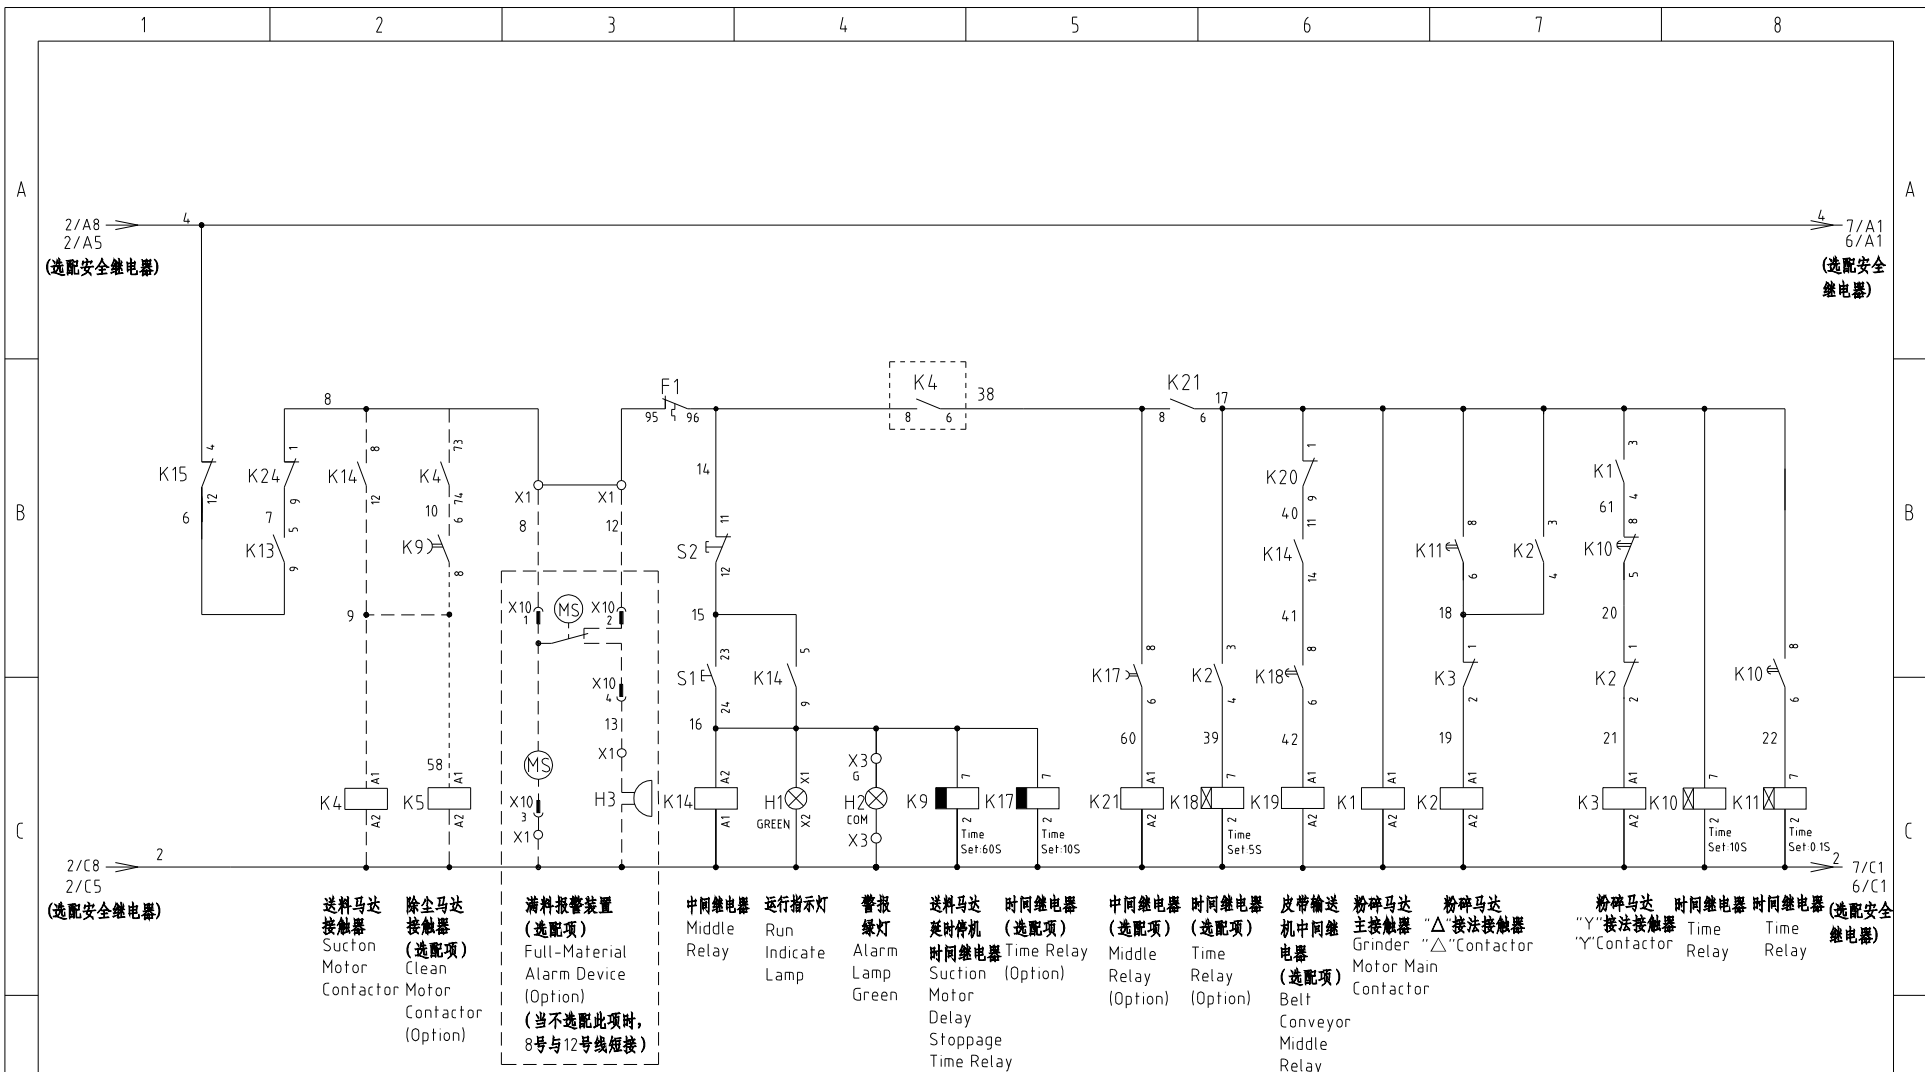 1 2 3 4 5 6 7 8
A A
4 4
2/A8 7/A1
2/A5 6/A1
(选配安全继电器) (选配安全
继电器)
K4 F1 K21
8 95 96 8 6 38 8 6 17
4 1 8 73 1 3
K15 K24 K14 K4 14 K20 K1
12 9 12 74 X1 X1 9 4
B 6 7 10 8 12 11 40 61 B
5 6 11 8 3 8
K13 K9 S2 K14 K11 K2 K10
9 8 12 14 6 4 5
9 X10 MS X10 15 41 18 20
1 2
23 5 8 3 8 1 1 8
X10 S1 K14 K17 K2 K18 K3 K2 K10
4 24 9 6 4 6 2 2 6
13 16 60 39 42 19 21 22
58 MS X1 X3
G
A1 A1 A2 X1 7 7 A1 7 A1 A1 A1 A1 7 7
K4 K5 X10 H3 K14 H1 H2 K9 K17 K21 K18 K19 K1 K2 K3 K10 K11
A2 A2 3 A1 GREEN X2 COM 2 2 A2 2 A2 A2 A2 A2 2 2
C X1 X3 Time Time Time Time Time C
Set:60S Set:10S Set:5S Set:10S Set:0.1S
2 2
2/C8 7/C1
2/C5 6/C1
(选配安全继电器) (选配安全
继电器)
送料马达
接触器
Sucton
Motor
Contactor
除尘马达
接触器
(选配项)
Clean
Motor
Contactor
(Option)
满料报警装置
(选配项)
Full-Material
Alarm Device
(Option)
(当不选配此项时,
8号与12号线短接)
中间继电器
Middle
Relay
运行指示灯
Run
Indicate
Lamp
警报
绿灯
Alarm
Lamp
Green
送料马达
延时停机
时间继电器
Suction
Motor
Delay
Stoppage
Time Relay
时间继电器
(选配项)
Time Relay
(Option)
中间继电器
(选配项)
Middle
Relay
(Option)
时间继电器
(选配项)
Time
Relay
(Option)
皮带输送
机中间继
电器
(选配项)
Belt
Conveyor
Middle
Relay
粉碎马达
主接触器
Grinder
Motor Main
Contactor
粉碎马达
"△"接法接触器
"△"Contactor
粉碎马达
"Y"接法接触器
"Y"Contactor
时间继电器
Time
Relay
时间继电器
Time
Relay